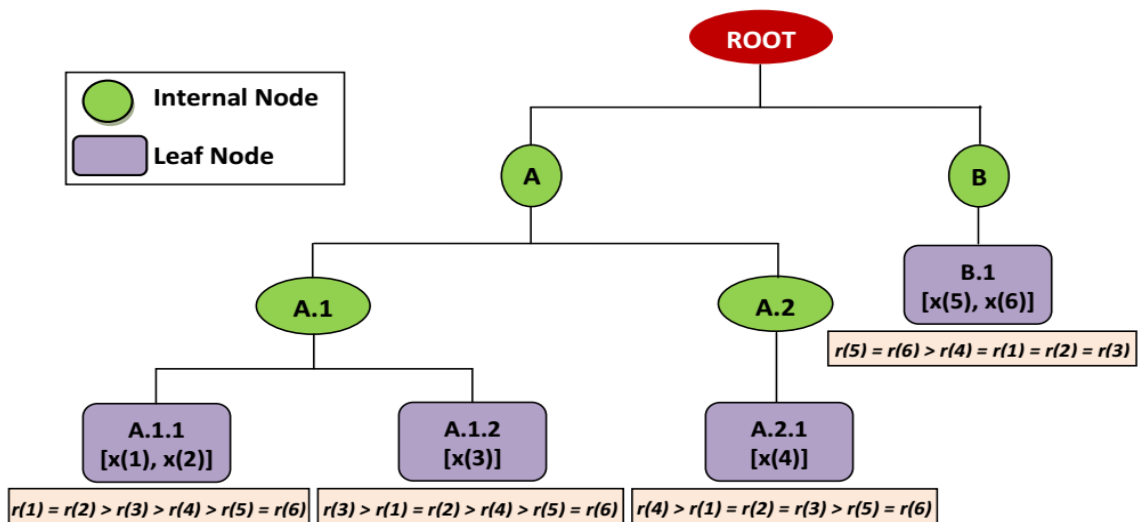 ROOT
Internal Node
Leaf Node
A
B
B.1
[x(5), x(6)]
A.1
A.2
r(5) = r(6) > r(4) = r(1) = r(2) = r(3)
A.1.1
[x(1), x(2)]
A.1.2
[x(3)]
A.2.1
[x(4)]
r(1) = r(2) > r(3) > r(4) > r(5) = r(6)
r(3) > r(1) = r(2) > r(4) > r(5) = r(6)
r(4) > r(1) = r(2) = r(3) > r(5) = r(6)